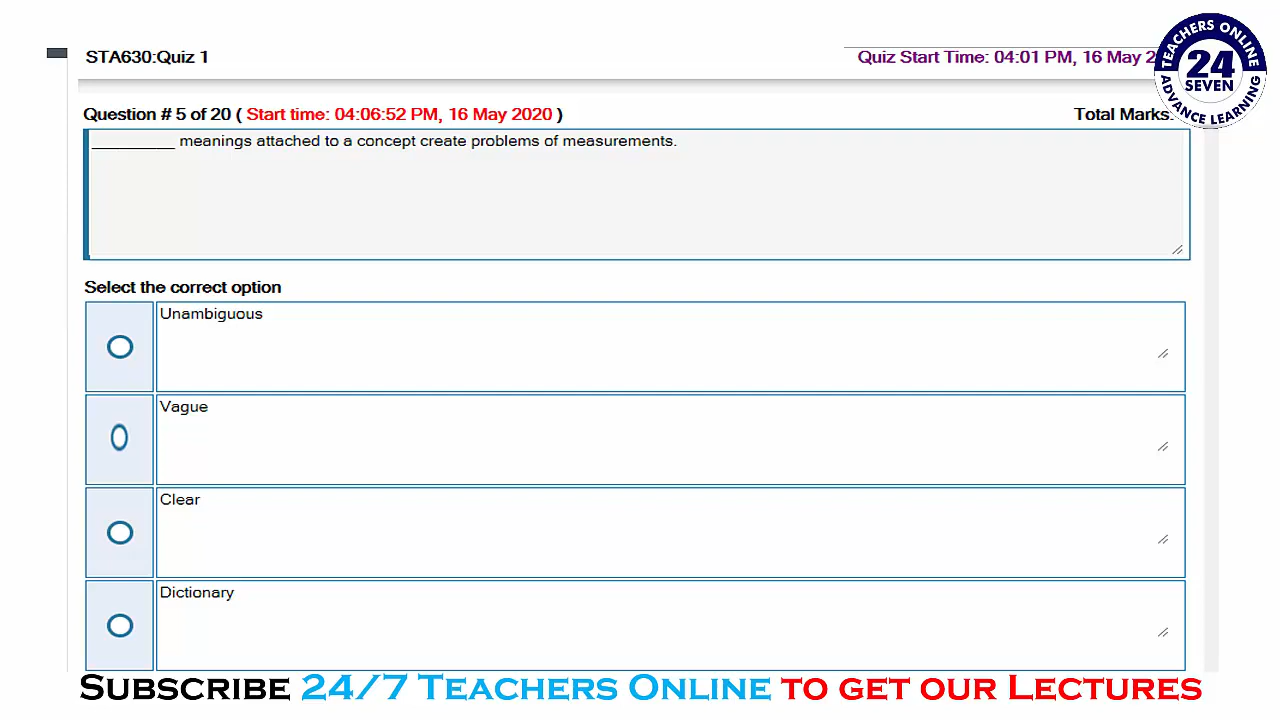 STA630:Quiz 1
Quiz Start Time: 04:01 PM, 16 May 2
TEACHERS ONLINE
24
SEVEN
ADVANCE LEARNING
Question # 5 of 20 ( Start time: 04:06:52 PM, 16 May 2020 )
Total Marks:
__________ meanings attached to a concept create problems of measurements.
Select the correct option
Unambiguous
Vague
Clear
Dictionary
SUBSCRIBE 24/7 TEACHERS ONLINE TO GET OUR LECTURES